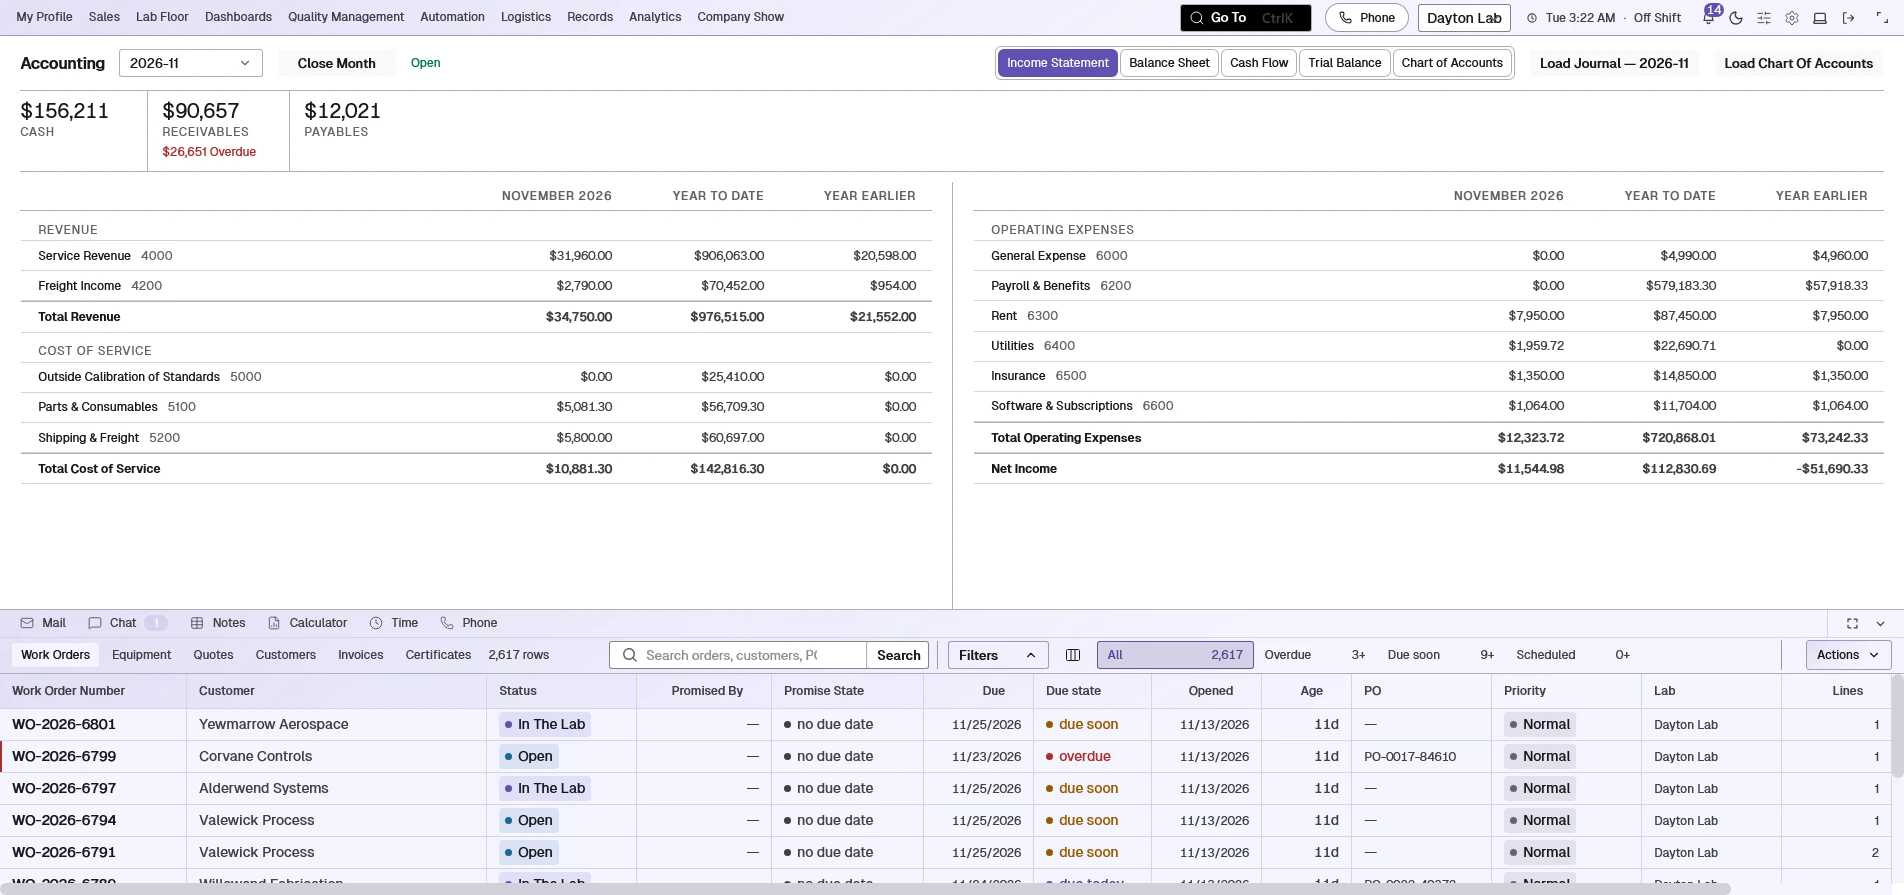 My Profile Sales Lab Floor Dashboards Quality Management Automation Logistics Records Analytics Company Show Go To CtrlK Phone Dayton Lab Tue 3:22 AM · Off Shift 14
Accounting 2026-11 Close Month Open Income Statement Balance Sheet Cash Flow Trial Balance Chart of Accounts Load Journal — 2026-11 Load Chart Of Accounts
$156,211 $90,657 $12,021
CASH RECEIVABLES PAYABLES
$26,651 Overdue
NOVEMBER 2026 YEAR TO DATE YEAR EARLIER
REVENUE
Service Revenue 4000 $31,960.00 $906,063.00 $20,598.00
Freight Income 4200 $2,790.00 $70,452.00 $954.00
Total Revenue $34,750.00 $976,515.00 $21,552.00
COST OF SERVICE
Outside Calibration of Standards 5000 $0.00 $25,410.00 $0.00
Parts & Consumables 5100 $5,081.30 $56,709.30 $0.00
Shipping & Freight 5200 $5,800.00 $60,697.00 $0.00
Total Cost of Service $10,881.30 $142,816.30 $0.00
NOVEMBER 2026 YEAR TO DATE YEAR EARLIER
OPERATING EXPENSES
General Expense 6000 $0.00 $4,990.00 $4,960.00
Payroll & Benefits 6200 $0.00 $579,183.30 $57,918.33
Rent 6300 $7,950.00 $87,450.00 $7,950.00
Utilities 6400 $1,959.72 $22,690.71 $0.00
Insurance 6500 $1,350.00 $14,850.00 $1,350.00
Software & Subscriptions 6600 $1,064.00 $11,704.00 $1,064.00
Total Operating Expenses $12,323.72 $720,868.01 $73,242.33
Net Income $11,544.98 $112,830.69 -$51,690.33
Mail Chat 1 Notes Calculator Time Phone
Work Orders Equipment Quotes Customers Invoices Certificates 2,617 rows Search orders, customers, PO Search Filters All 2,617 Overdue 3+ Due soon 9+ Scheduled 0+ Actions
Work Order Number Customer Status Promised By Promise State Due Due state Opened Age PO Priority Lab Lines
WO-2026-6801 Yewmarrow Aerospace In The Lab — no due date 11/25/2026 due soon 11/13/2026 11d — Normal Dayton Lab 1
WO-2026-6799 Corvane Controls Open — no due date 11/23/2026 overdue 11/13/2026 11d PO-0017-84610 Normal Dayton Lab 1
WO-2026-6797 Alderwend Systems In The Lab — no due date 11/25/2026 due soon 11/13/2026 11d — Normal Dayton Lab 1
WO-2026-6794 Valewick Process Open — no due date 11/25/2026 due soon 11/13/2026 11d — Normal Dayton Lab 1
WO-2026-6791 Valewick Process Open — no due date 11/25/2026 due soon 11/13/2026 11d — Normal Dayton Lab 2